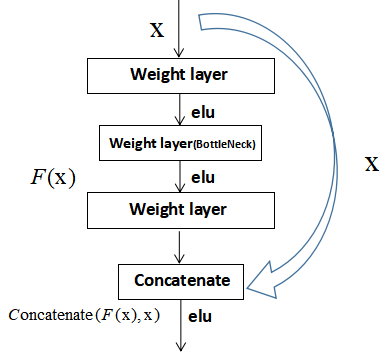 X
Weight layer
elu
Weight layer(BottleNeck)
elu
F(x)
X
Weight layer
Concatenate
Concatenate(F(x),x)
elu